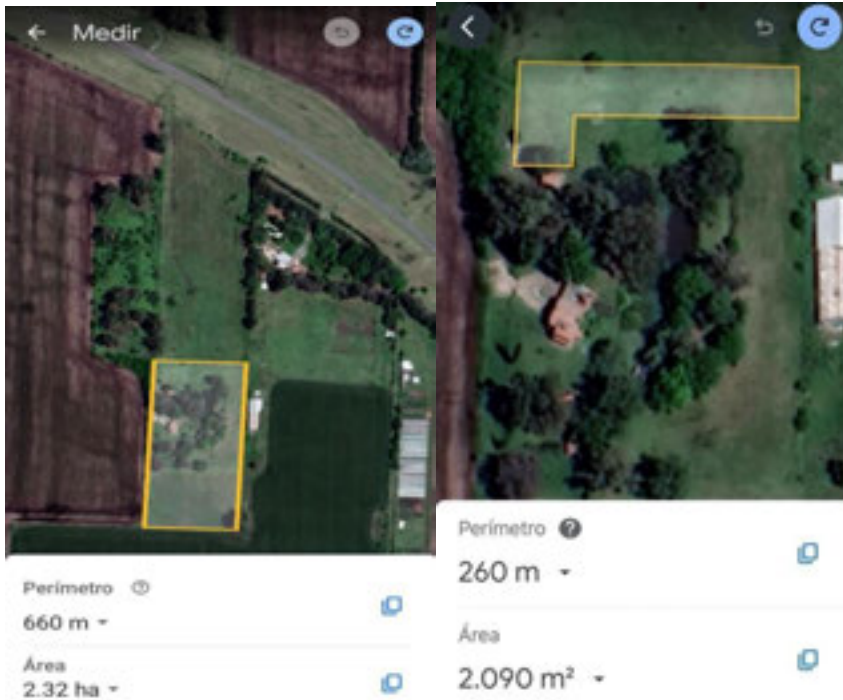 Medir
Perímetro
660 m
Área
2.32 ha
Perímetro
260 m
Área
2.090 m²